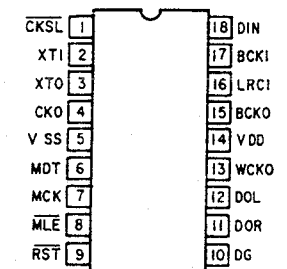 CKSL 1 18 DIN
XTI 2 17 BCKI
XTO 3 16 LRCI
CKO 4 15 BCKO
V SS 5 14 VDD
MDT 6 13 WCKO
MCK 7 12 DOL
MLE 8 11 DOR
RST 9 10 DG